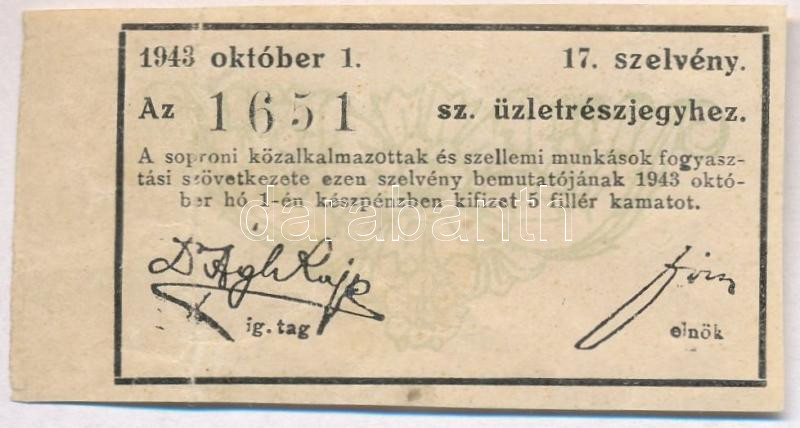 1943 október 1. 17. szelvény.
Az 1651 sz. üzletrészjegyhez.
A soproni közalkalmazottak és szellemi munkások fogyasz-
tási szövetkezete ezen szelvény bemutatójának 1943 októ-
ber hó 1-én készpénzben kifizet 5 fillér kamatot.
darabanth
ig. tag elnök